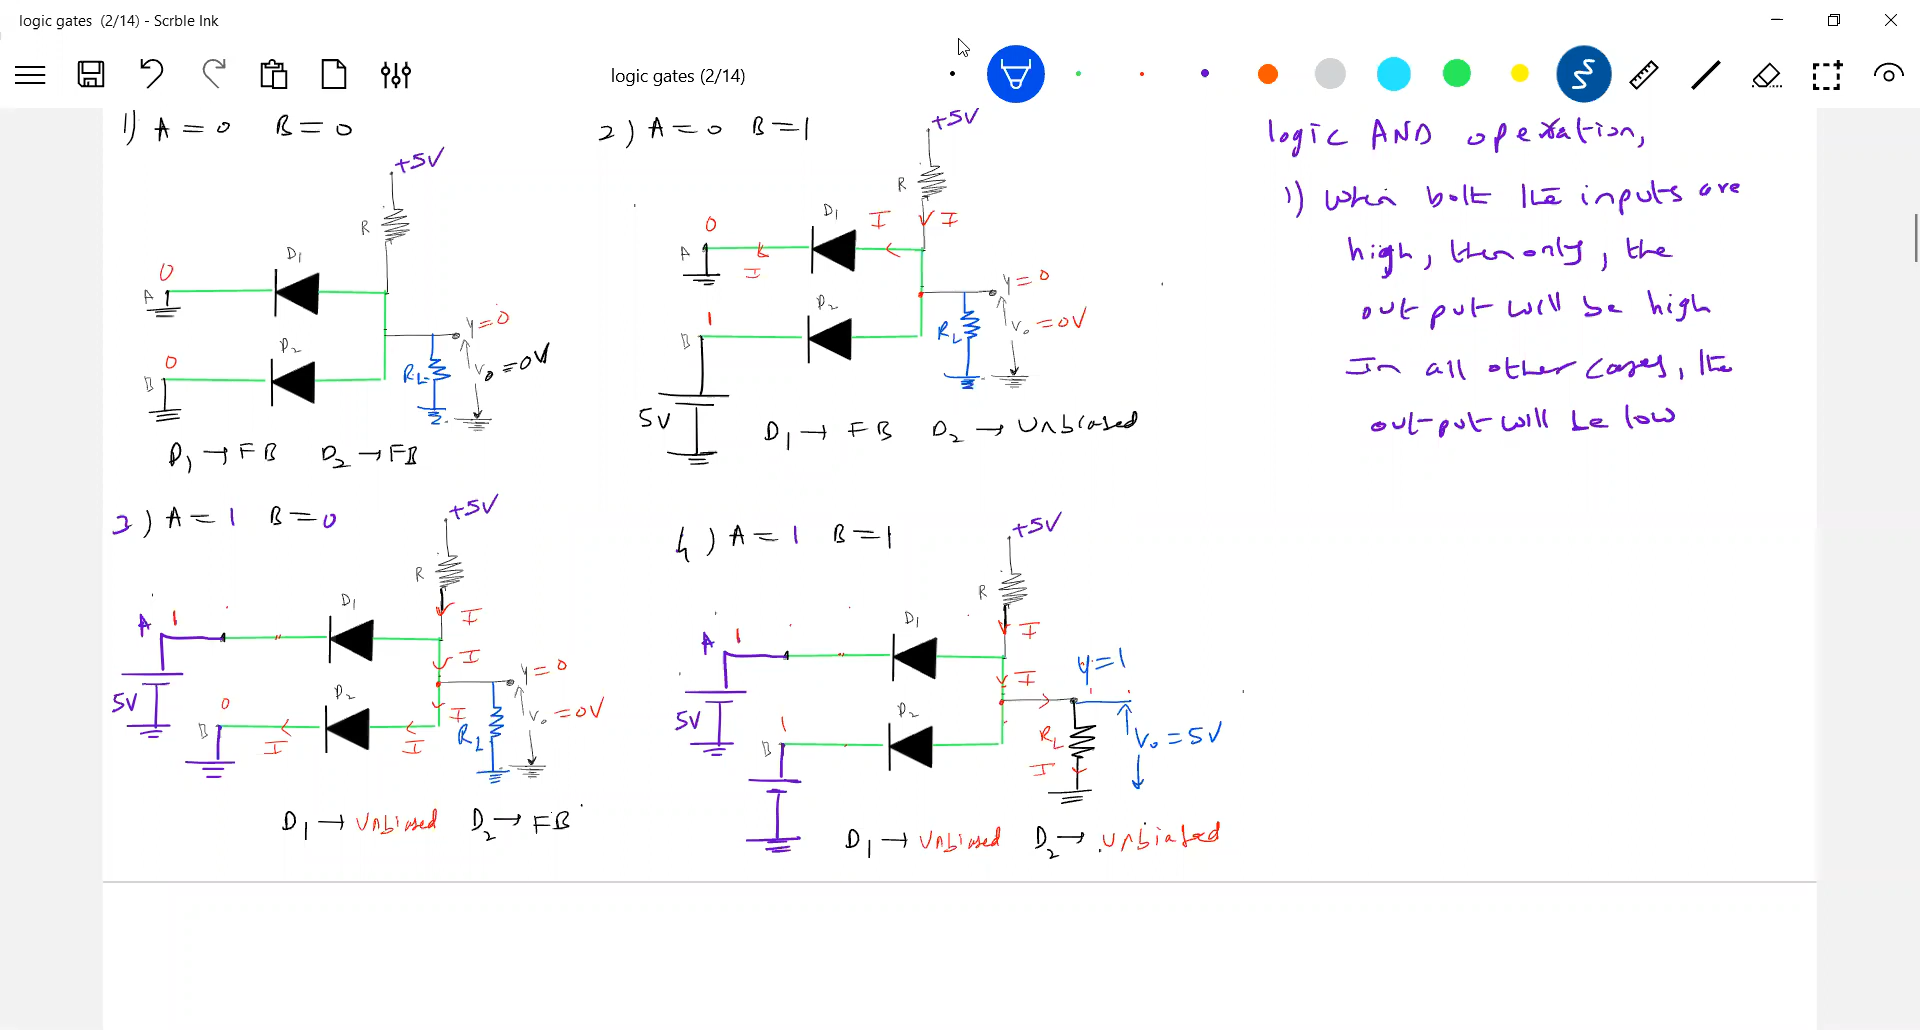 logic gates (2/14) - Scrble Ink
logic gates (2/14)
1) A = 0 B = 0
+5V
R
D1
0
A
D2
0
B
Y = 0
RL
V0 = 0V
D1 → FB D2 → FB
2) A = 0 B = 1
+5V
R
D1
0
I I
A
I
D2
1
B
Y = 0
RL
V0 = 0V
5V
D1 → FB D2 → Unbiased
3) A = 1 B = 0
+5V
R
D1
I
A 1
I
D2
Y = 0
5V
0
B
I I I
RL
V0 = 0V
D1 → Unbiased D2 → FB
4) A = 1 B = 1
+5V
R
D1
I
A 1
I
Y = 1
D2
5V
1
B
RL
I
V0 = 5V
D1 → Unbiased D2 → Unbiased
logic AND operation,
1) When both the inputs are
high, then only, the
output will be high
In all other cases, the
output will be low